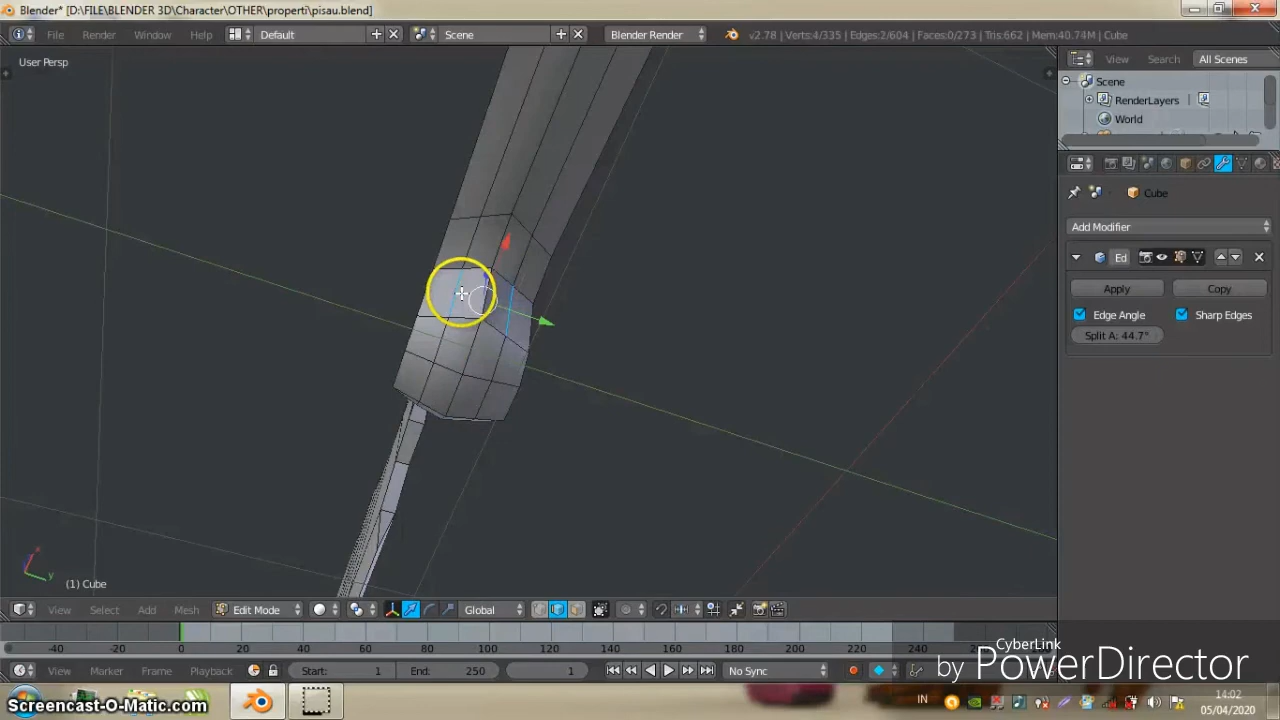 Blender* [D:\FILE\BLENDER 3D\Character\OTHER\properti\pisau.blend]
File Render Window Help Default Scene Blender Render v2.78 | Verts:4/335 | Edges:2/604 | Faces:0/273 | Tris:662 | Mem:40.74M | Cube
User Persp
View Search All Scenes
Scene
RenderLayers
World
Cube
Add Modifier
Ed
Apply Copy
Edge Angle Sharp Edges
Split A: 44.7°
x
y
(1) Cube
View Select Add Mesh Edit Mode Global
-40 -20 0 20 40 60 80 100 120 140 160 180 200 220 240 260
View Marker Frame Playback Start: 1 End: 250 1 No Sync
CyberLink
by PowerDirector
Screencast-O-Matic.com
IN
14:02
05/04/2020